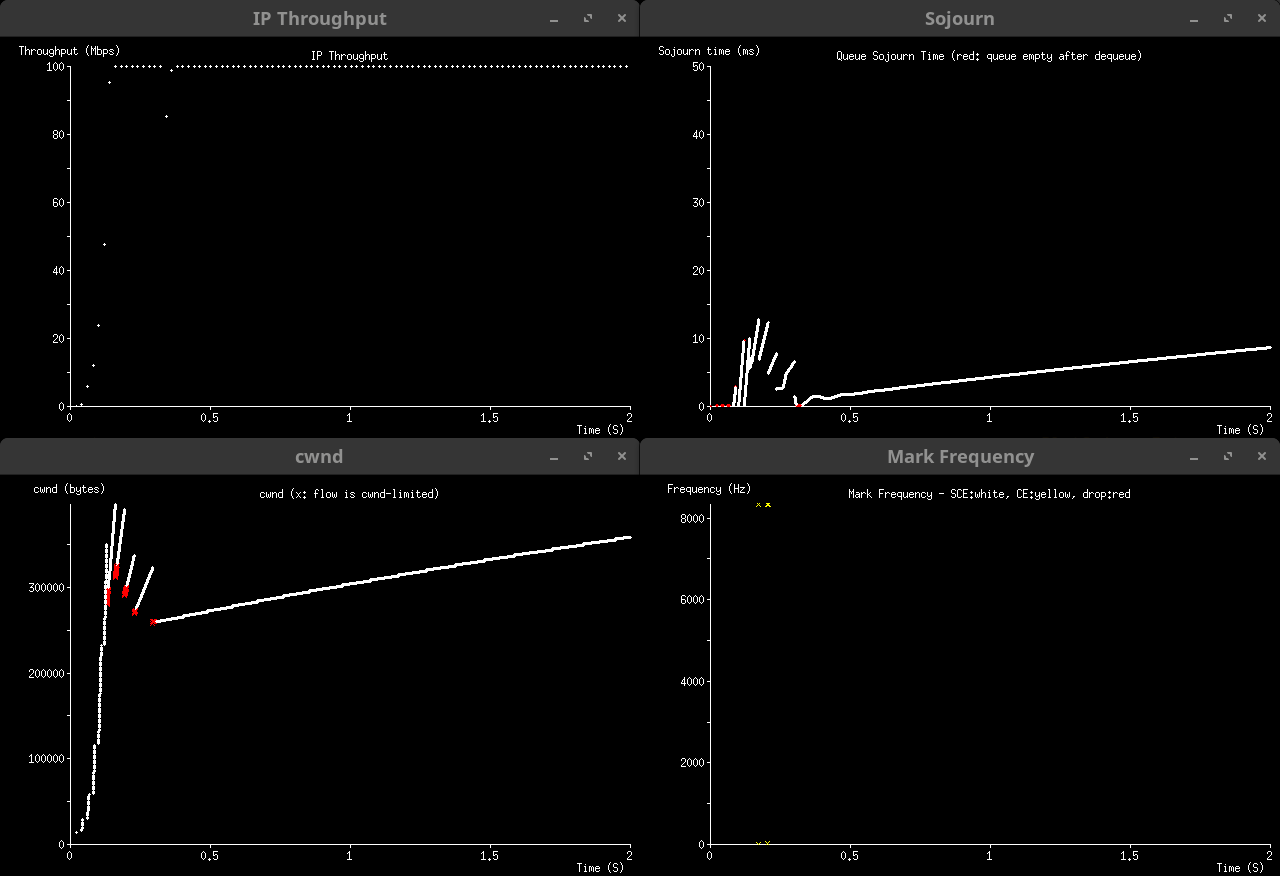 IP Throughput
Throughput (Mbps)
IP Throughput
100
80
60
40
20
0
0
0.5
1
1.5
2
Time (S)
Sojourn
Sojourn time (ms)
Queue Sojourn Time (red: queue empty after dequeue)
50
40
30
20
10
0
0
0.5
1
1.5
2
Time (S)
cwnd
cwnd (bytes)
cwnd (x: flow is cwnd-limited)
300000
200000
100000
0
0
0.5
1
1.5
2
Time (S)
Mark Frequency
Frequency (Hz)
Mark Frequency - SCE:white, CE:yellow, drop:red
8000
6000
4000
2000
0
0
0.5
1
1.5
2
Time (S)